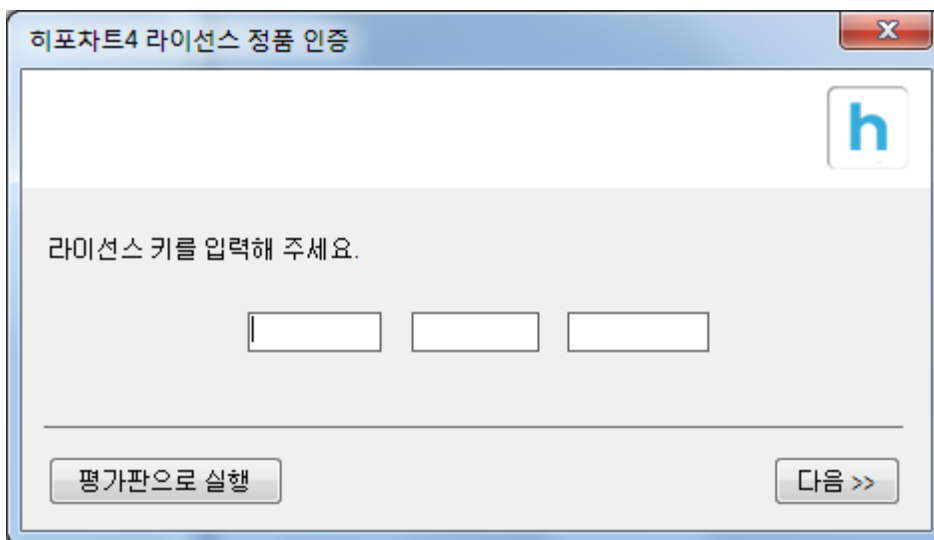 히포차트4 라이선스 정품 인증
h
라이선스 키를 입력해 주세요.
평가판으로 실행
다음 >>